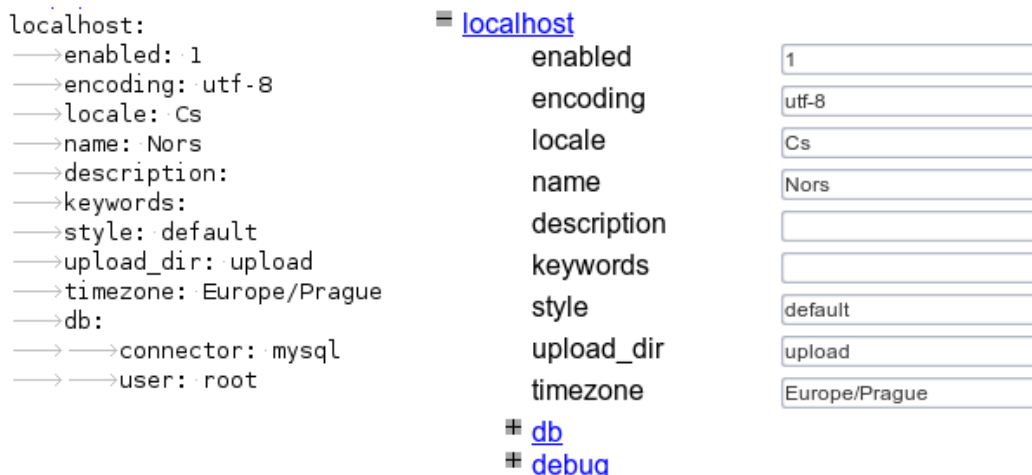 localhost:
enabled: 1
encoding: utf-8
locale: Cs
name: Nors
description:
keywords:
style: default
upload_dir: upload
timezone: Europe/Prague
db:
connector: mysql
user: root
localhost
enabled 1
encoding utf-8
locale Cs
name Nors
description
keywords
style default
upload_dir upload
timezone Europe/Prague
db
debug